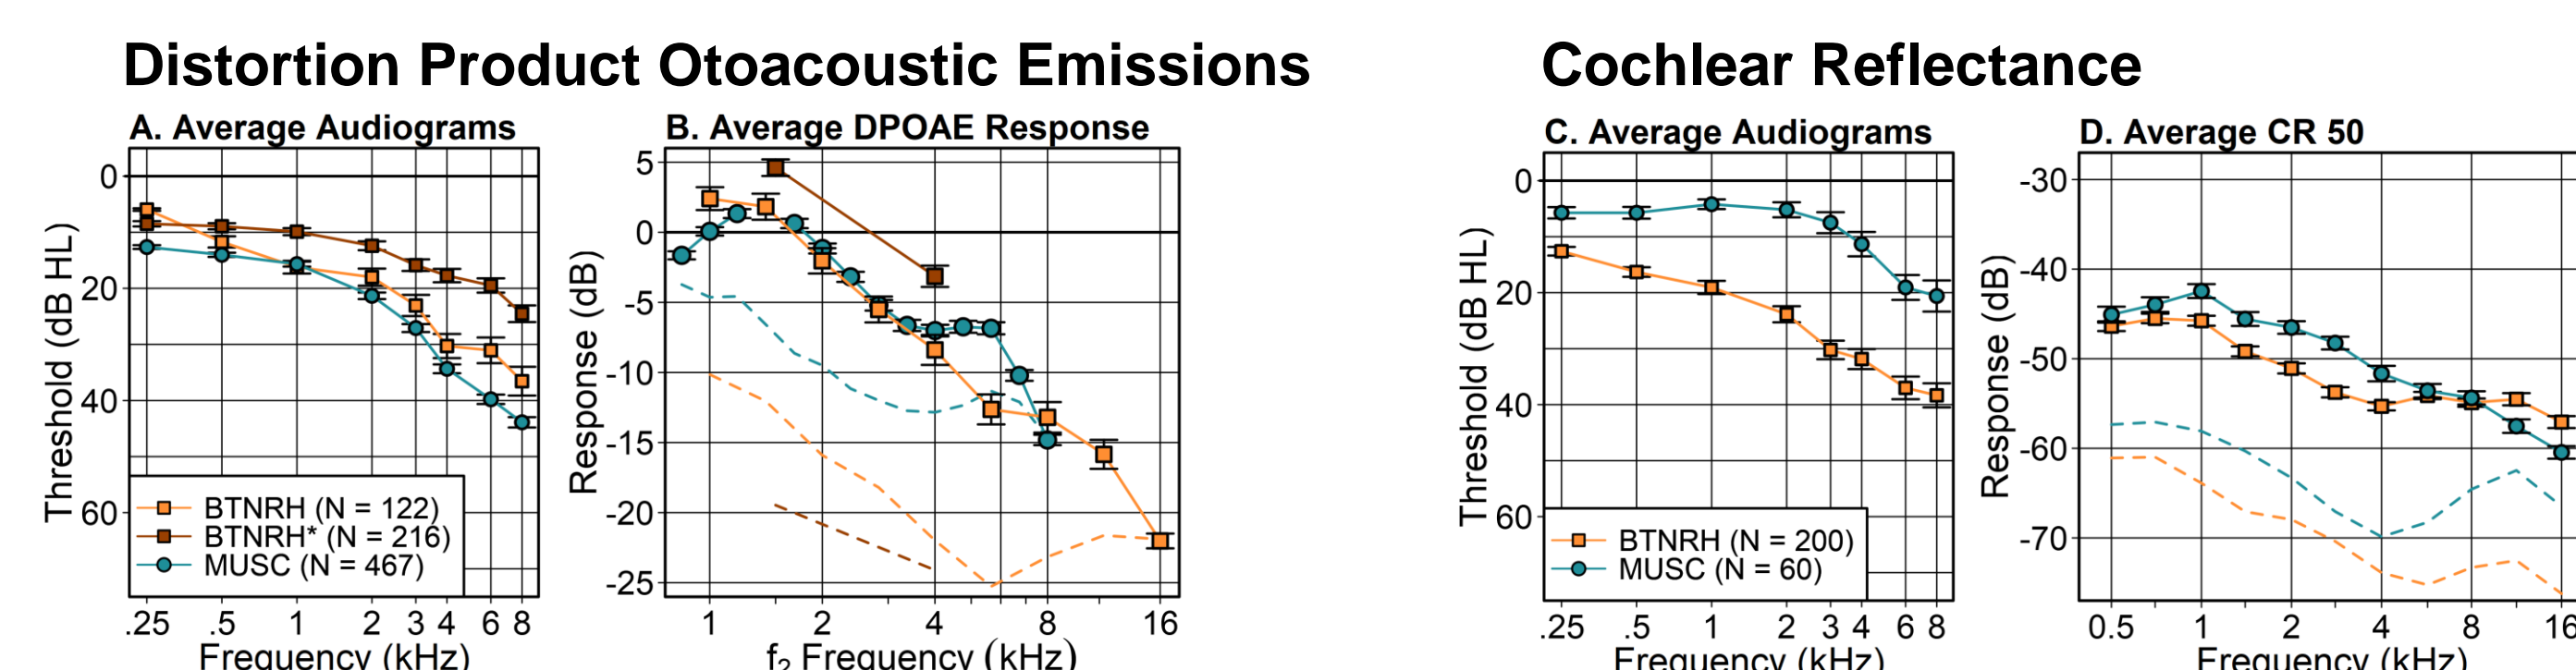 Distortion Product Otoacoustic Emissions
A. Average Audiograms
Threshold (dB HL)
0
20
40
60
BTNRH (N = 122)
BTNRH* (N = 216)
MUSC (N = 467)
.25 .5 1 2 3 4 6 8
Frequency (kHz)
B. Average DPOAE Response
Response (dB)
5
0
-5
-10
-15
-20
-25
1 2 4 8 16
f2 Frequency (kHz)
Cochlear Reflectance
C. Average Audiograms
Threshold (dB HL)
0
20
40
60
BTNRH (N = 200)
MUSC (N = 60)
.25 .5 1 2 3 4 6 8
Frequency (kHz)
D. Average CR 50
Response (dB)
-30
-40
-50
-60
-70
0.5 1 2 4 8 16
Frequency (kHz)